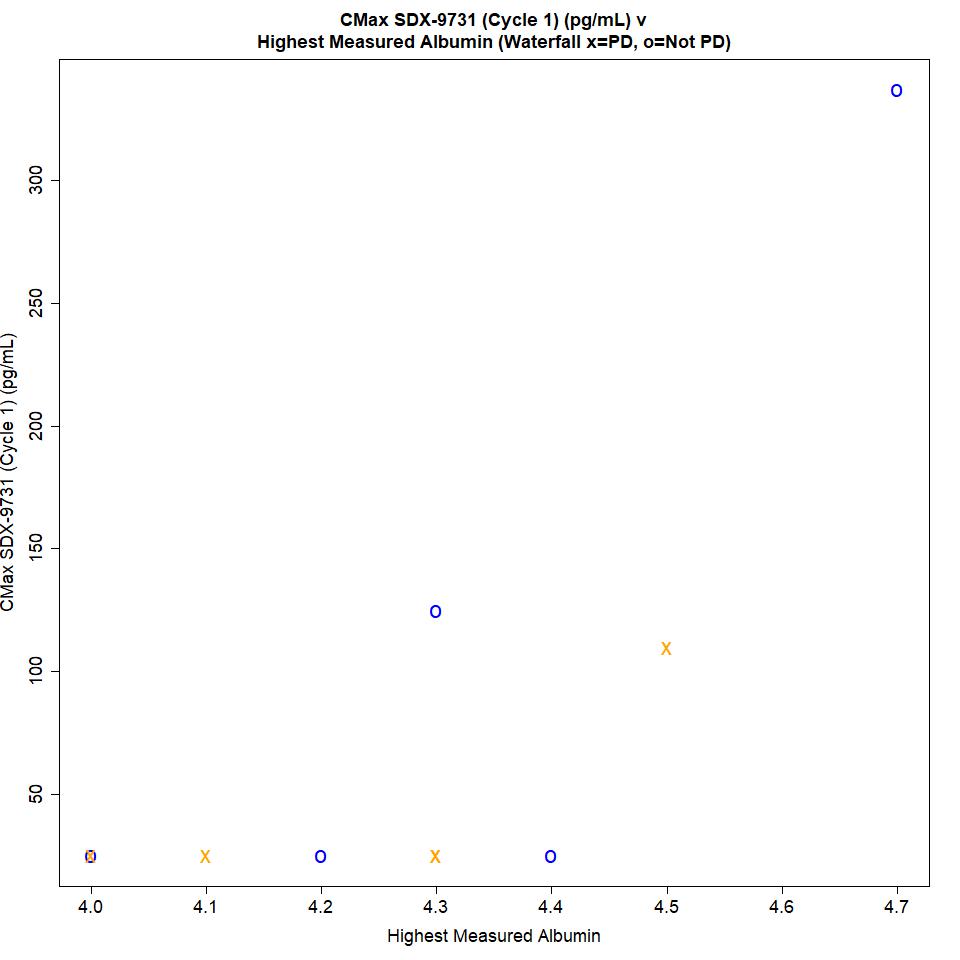 CMax SDX-9731 (Cycle 1) (pg/mL) v
Highest Measured Albumin (Waterfall x=PD, o=Not PD)
CMax SDX-9731 (Cycle 1) (pg/mL)
300
250
200
150
100
50
O
O
X
O X
X
O
X
O
4.0 4.1 4.2 4.3 4.4 4.5 4.6 4.7
Highest Measured Albumin